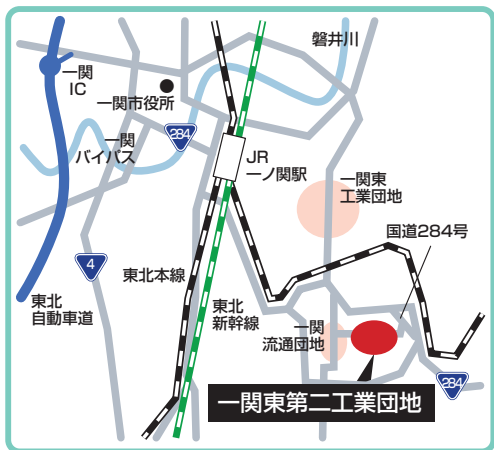 磐井川
一関
IC
一関市役所
284
一関
バイパス
JR
一ノ関駅
一関東
工業団地
国道284号
4
東北本線
東北
自動車道
東北
新幹線
一関
流通団地
284
一関東第二工業団地